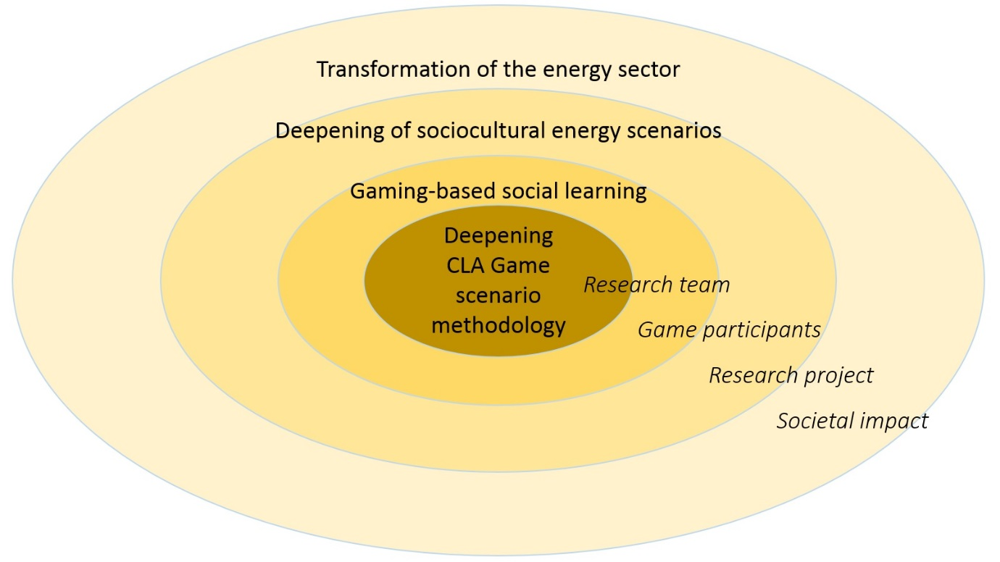 Transformation of the energy sector
Deepening of sociocultural energy scenarios
Gaming-based social learning
Deepening
CLA Game
scenario
methodology
Research team
Game participants
Research project
Societal impact